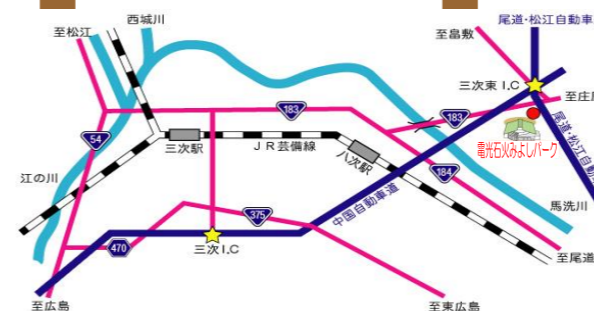 尾道・松江自動車
西城川
至松江
至畠敷
三次東 I.C
至庄
183
183
54
三次駅
JR芸備線
八次駅
電光石火みよしパーク
尾道・松江自動
184
江の川
中国自動車道
馬洗川
375
470
三次I.C
至尾道
至広島
至東広島